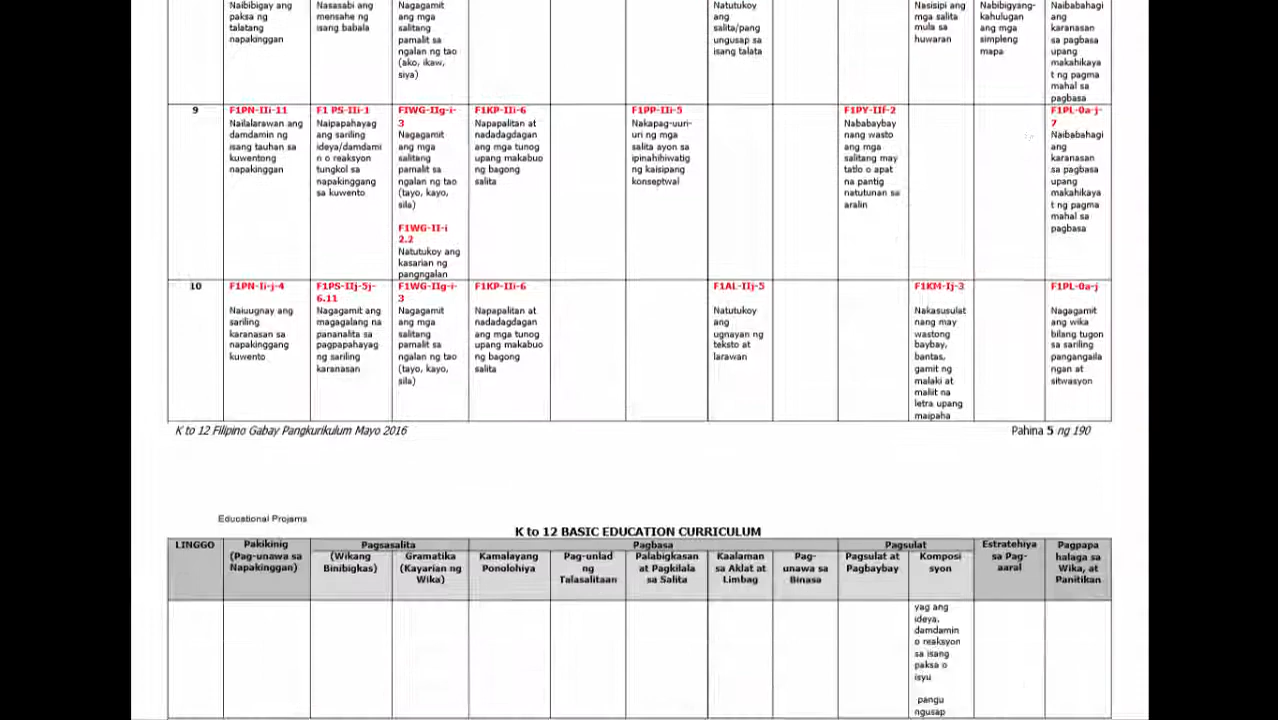 Naibibigay ang
paksa ng
talatang
napakinggan
Nasasabi ang
mensahe ng
isang babala
Nagagamit
ang mga
salitang
pamalit sa
ngalan ng tao
(ako, ikaw,
siya)
Natutukoy
ang
salita/pang
ungusap sa
isang talata
Nasisipi ang
mga salita
mula sa
huwaran
Nabibigyang-
kahulugan
ang mga
simpleng
mapa
Naibabahagi
ang
karanasan
sa pagbasa
upang
makahikaya
t ng pagma
mahal sa
pagbasa
9
F1PN-IIi-11
Nailalarawan ang
damdamin ng
isang tauhan sa
kuwentong
napakinggan
F1 PS-IIi-1
Naipapahayag
ang sariling
ideya/damdami
n o reaksyon
tungkol sa
napakinggang
sa kuwento
FIWG-IIg-i-
3
Nagagamit
ang mga
salitang
pamalit sa
ngalan ng tao
(tayo, kayo,
sila)
F1WG-II-i
2.2
Natutukoy ang
kasarian ng
pangngalan
F1KP-IIi-6
Napapalitan at
nadadagdagan
ang mga tunog
upang makabuo
ng bagong
salita
F1PP-IIi-5
Nakapag-uuri-
uri ng mga
salita ayon sa
ipinahihiwatig
ng kaisipang
konseptwal
F1PY-IIf-2
Nababaybay
nang wasto
ang mga
salitang may
tatlo o apat
na pantig
natutunan sa
aralin
F1PL-0a-j-
7
Naibabahagi
ang
karanasan
sa pagbasa
upang
makahikaya
t ng pagma
mahal sa
pagbasa
10
F1PN-Ii-j-4
Naiuugnay ang
sariling
karanasan sa
napakinggang
kuwento
F1PS-IIj-5j-
6.11
Nagagamit ang
magagalang na
pananalita sa
pagpapahayag
ng sariling
karanasan
F1WG-IIg-i-
3
Nagagamit
ang mga
salitang
pamalit sa
ngalan ng tao
(tayo, kayo,
sila)
F1KP-IIi-6
Napapalitan at
nadadagdagan
ang mga tunog
upang makabuo
ng bagong
salita
F1AL-IIj-5
Natutukoy
ang
ugnayan ng
teksto at
larawan
F1KM-Ij-3
Nakasusulat
nang may
wastong
baybay,
bantas,
gamit ng
malaki at
maliit na
letra upang
maipaha
F1PL-0a-j
Nagagamit
ang wika
bilang tugon
sa sariling
pangangaila
ngan at
sitwasyon
K to 12 Filipino Gabay Pangkurikulum Mayo 2016
Pahina 5 ng 190
Educational Projams
K to 12 BASIC EDUCATION CURRICULUM
LINGGO
Pakikinig
(Pag-unawa sa
Napakinggan)
Pagsasalita
(Wikang
Binibigkas)
Gramatika
(Kayarian ng
Wika)
Pagbasa
Kamalayang
Ponolohiya
Pag-unlad
ng
Talasalitaan
Palabigkasan
at Pagkilala
sa Salita
Kaalaman
sa Aklat at
Limbag
Pag-
unawa sa
Binasa
Pagsulat
Pagsulat at
Pagbaybay
Komposi
syon
Estratehiya
sa Pag-
aaral
Pagpapa
halaga sa
Wika, at
Panitikan
yag ang
ideya,
damdamin
o reaksyon
sa isang
paksa o
isyu
pangu
ngusap